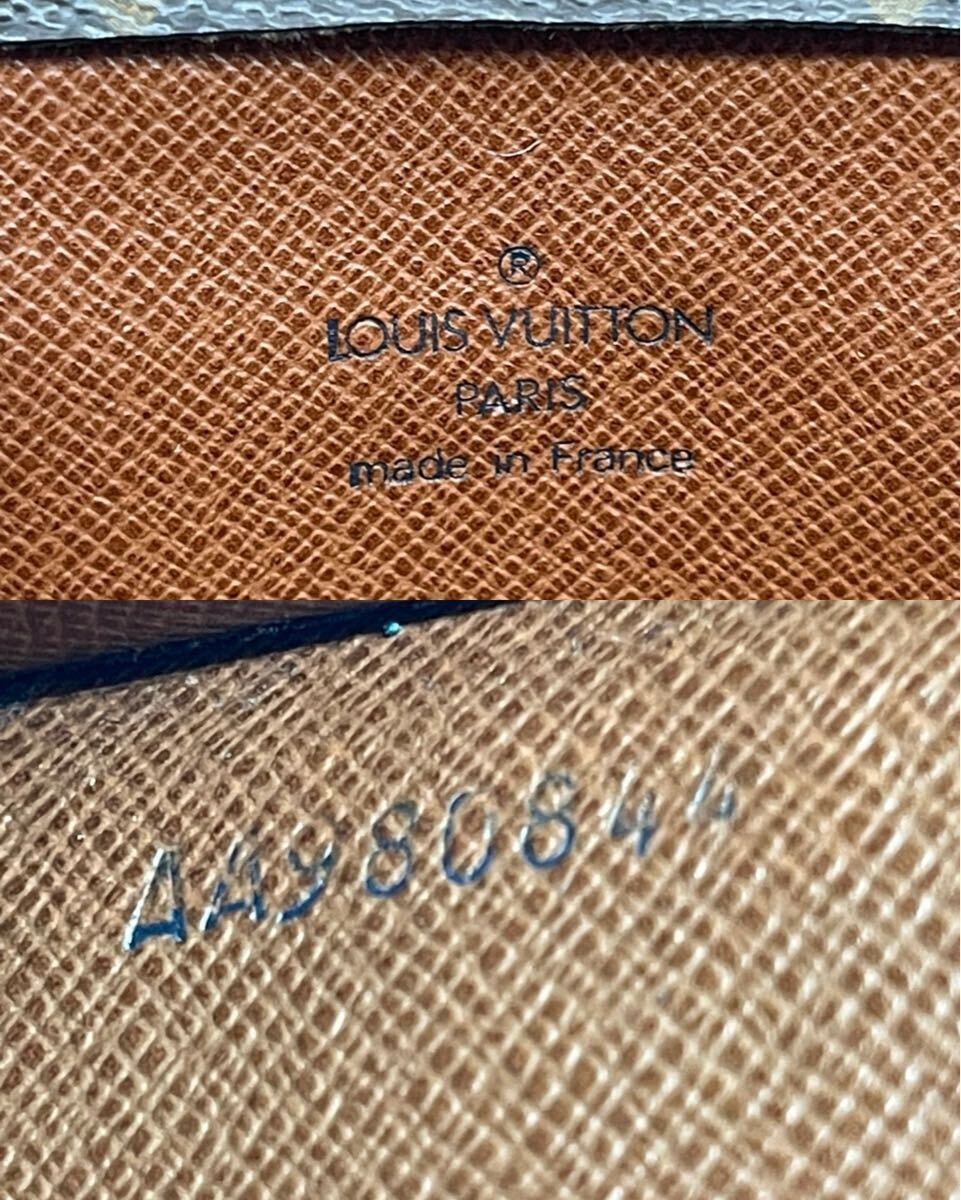 ®
LOUIS VUITTON
PARIS
made in France
AA980844